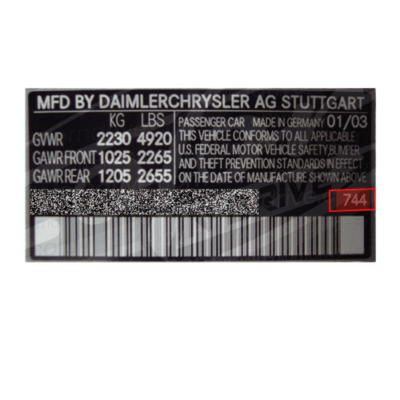 MFD BY DAIMLERCHRYSLER AG STUTTGART
KG LBS
GVWR 2230 4920
GAWR FRONT 1025 2265
GAWR REAR 1205 2655
PASSENGER CAR MADE IN GERMANY 01/03
THIS VEHICLE CONFORMS TO ALL APPLICABLE
U.S. FEDERAL MOTOR VEHICLE SAFETY, BUMPER
AND THEFT PREVENTION STANDARDS IN EFFECT
ON THE DATE OF MANUFACTURE SHOWN ABOVE
744